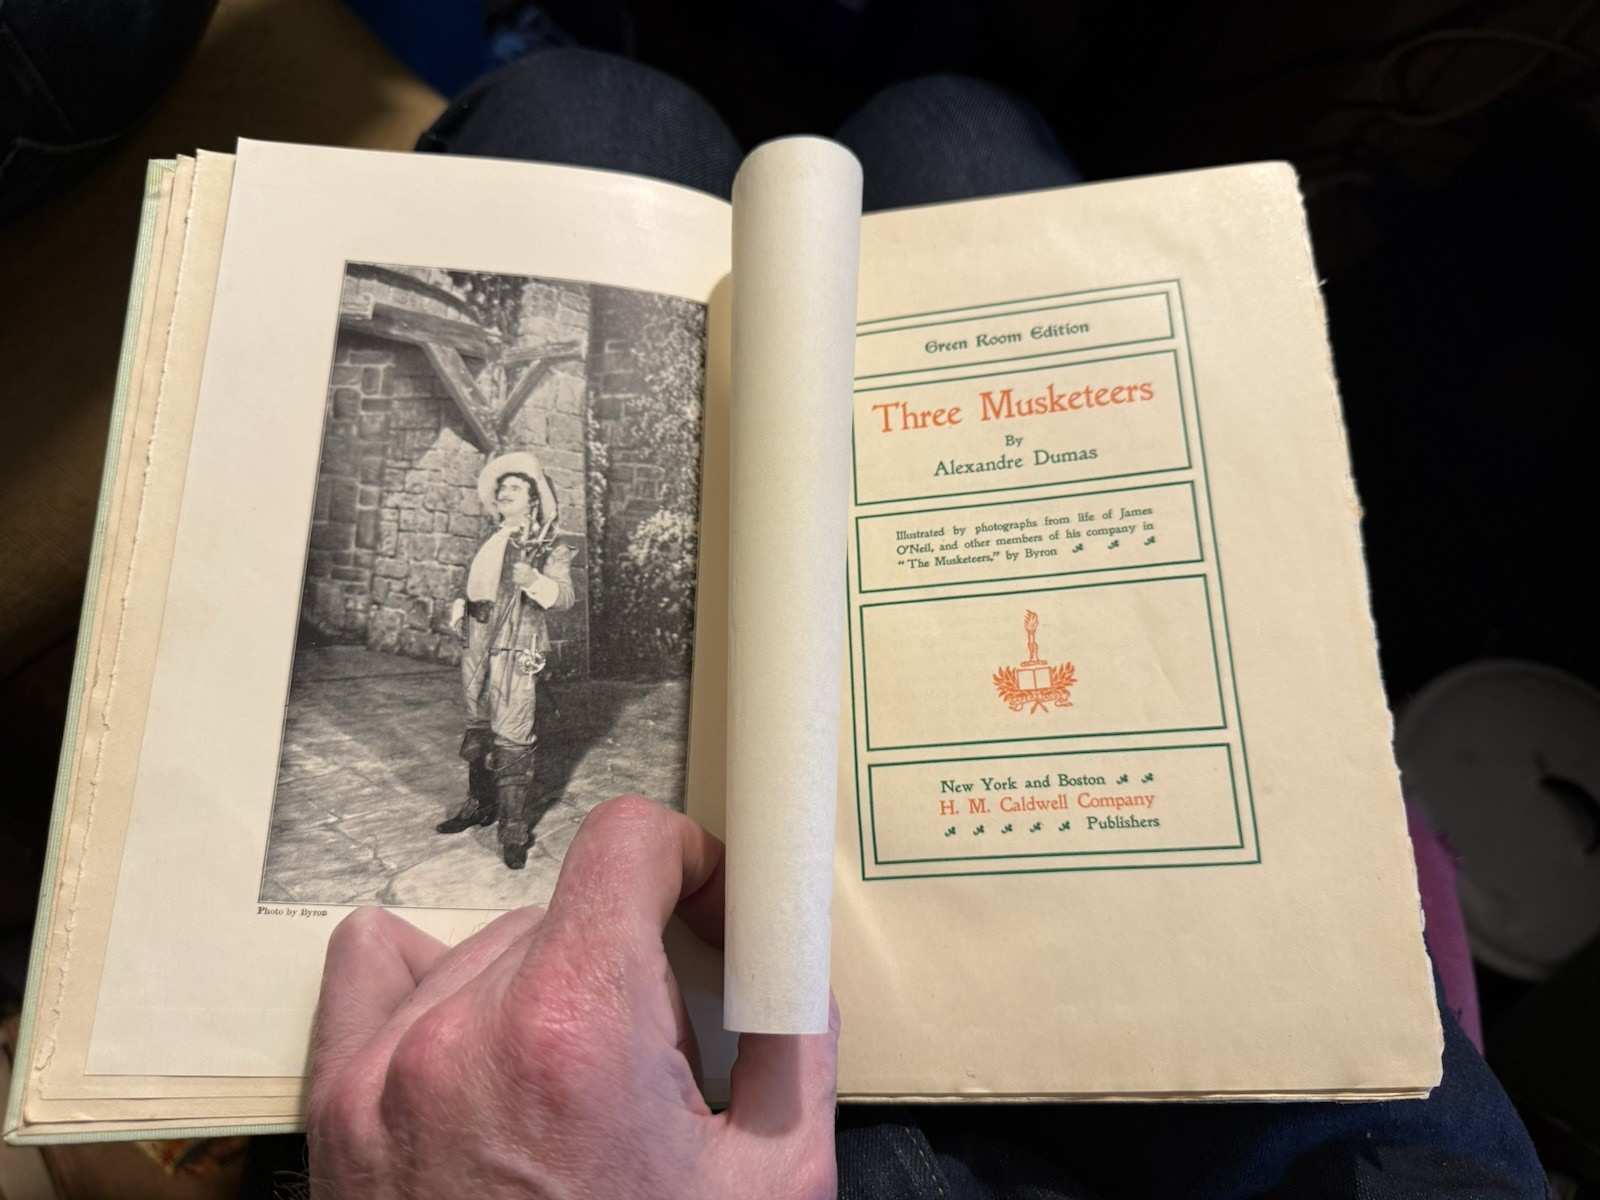 Photo by Byron
Green Room Edition
Three Musketeers
By
Alexandre Dumas
Illustrated by photographs from life of James
O'Neil, and other members of his company in
"The Musketeers," by Byron
New York and Boston
H. M. Caldwell Company
Publishers